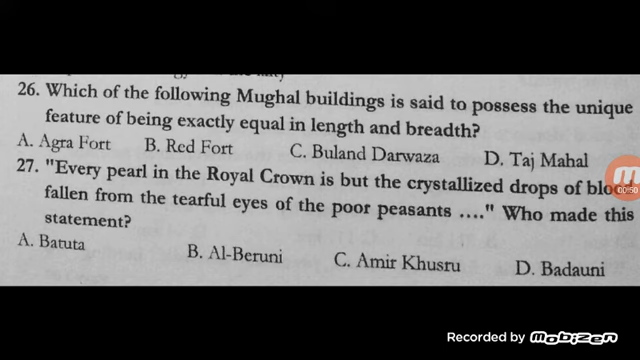 26. Which of the following Mughal buildings is said to possess the unique
feature of being exactly equal in length and breadth?
A. Agra Fort B. Red Fort C. Buland Darwaza D. Taj Mahal
27. "Every pearl in the Royal Crown is but the crystallized drops of
fallen from the tearful eyes of the poor peasants ...." Who made this
statement?
A. Batuta B. Al-Beruni C. Amir Khusru D. Badauni
00:50
Recorded by mobizen